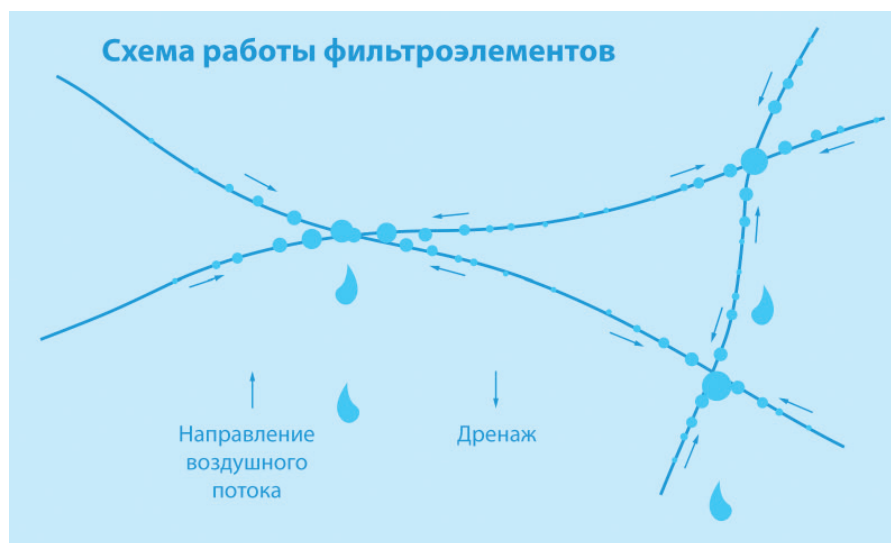 Схема работы фильтроэлементов
Направление
воздушного
потока
Дренаж